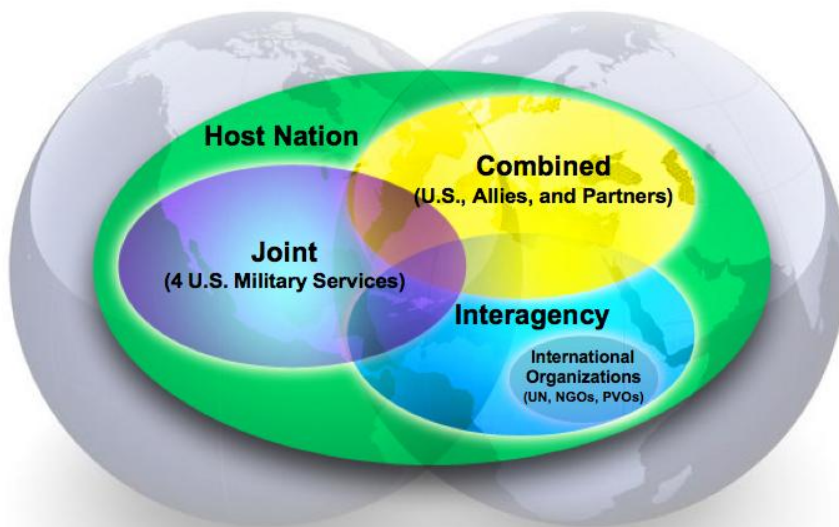 Host Nation
Combined
(U.S., Allies, and Partners)
Joint
(4 U.S. Military Services)
Interagency
International
Organizations
(UN, NGOs, PVOs)